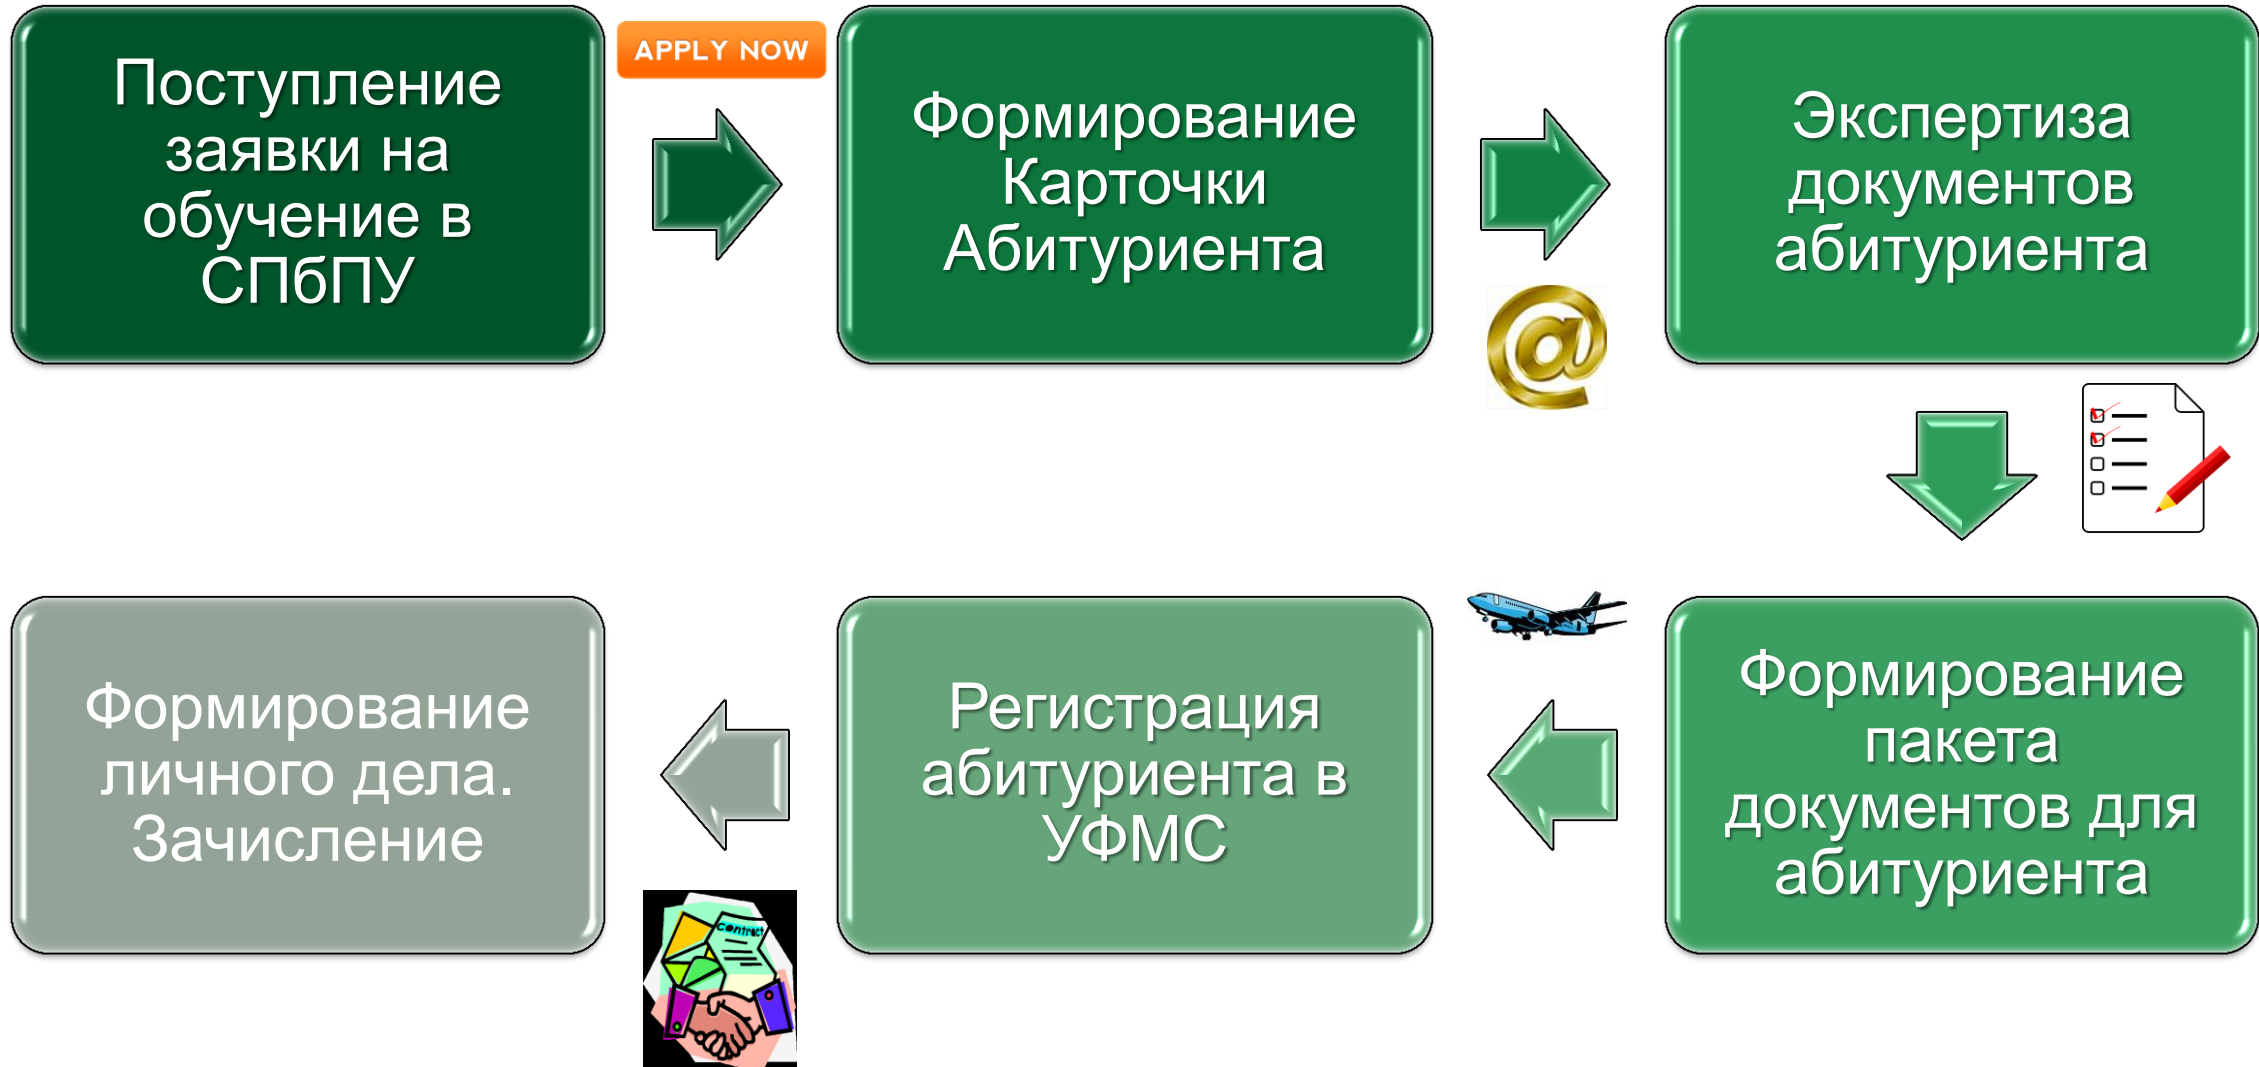 Поступление
заявки на
обучение в
СПбПУ
APPLY NOW
Формирование
Карточки
Абитуриента
Экспертиза
документов
абитуриента
Формирование
пакета
документов для
абитуриента
Регистрация
абитуриента в
УФМС
Формирование
личного дела.
Зачисление
contract